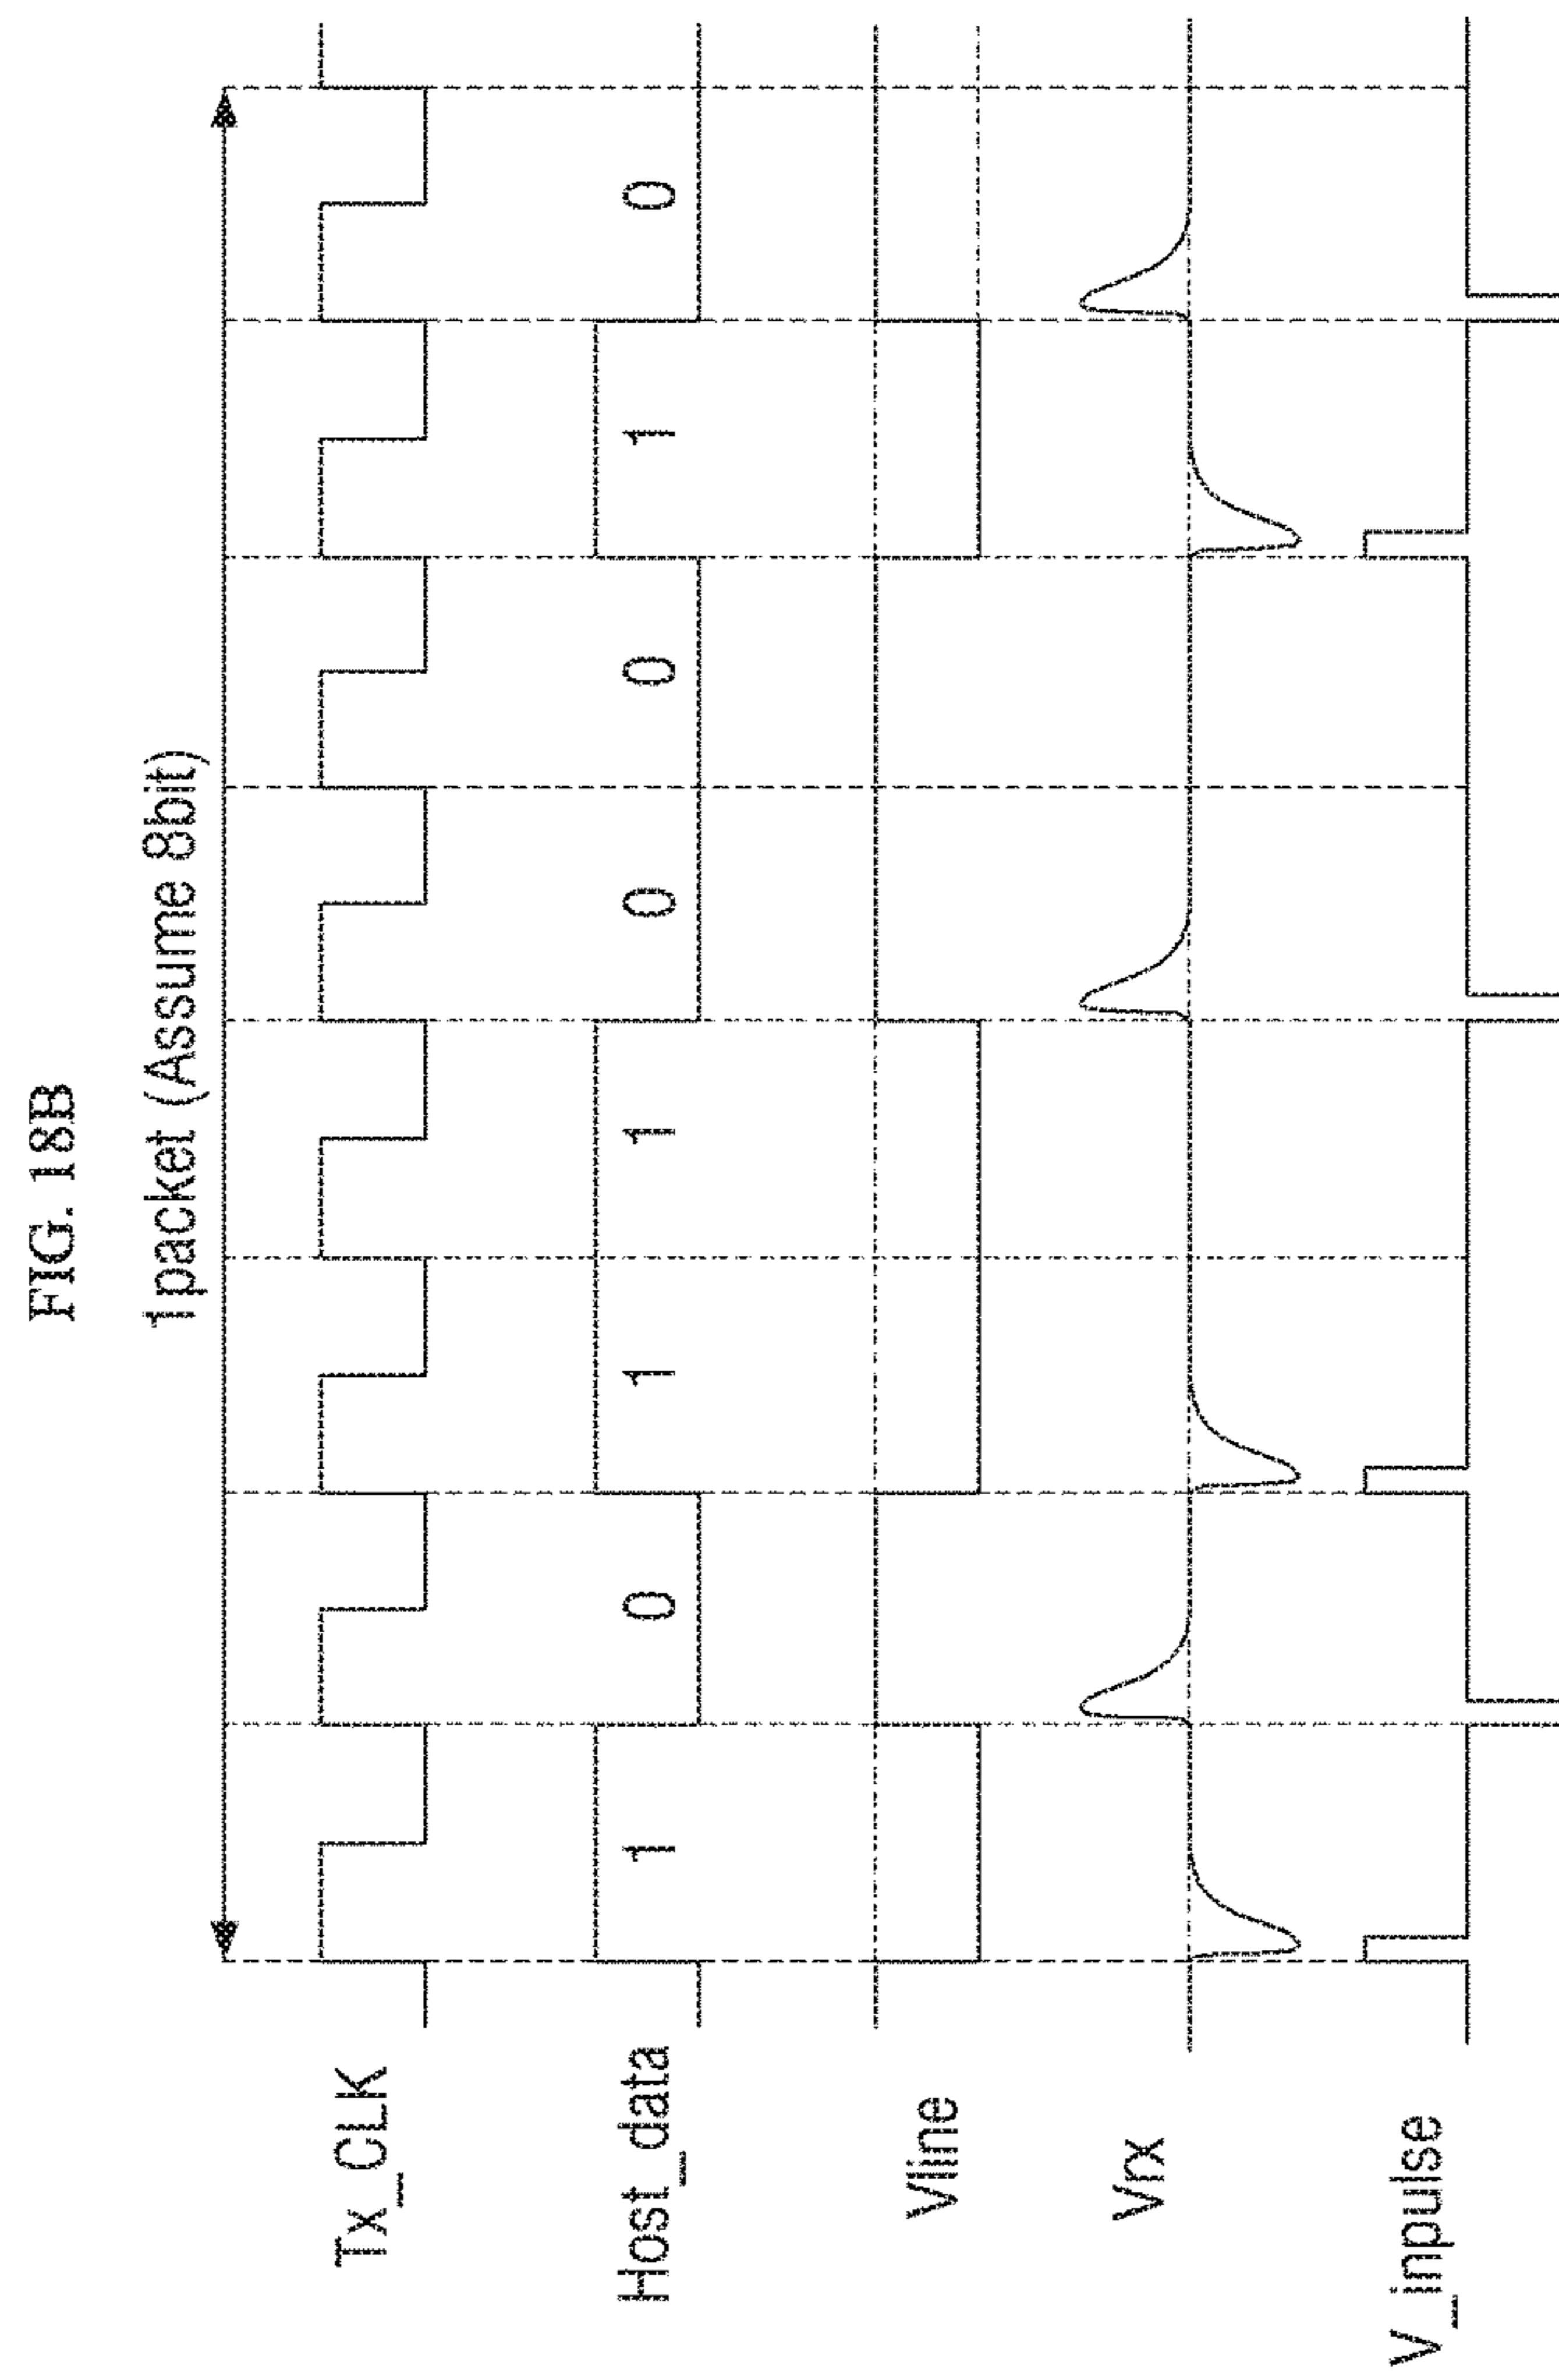 FIG. 18B
1packet (Assume 8bit)
Tx_CLK
Host_data
1 0 1 1 0 0 1 0
Vline
Vrx
V_inpulse